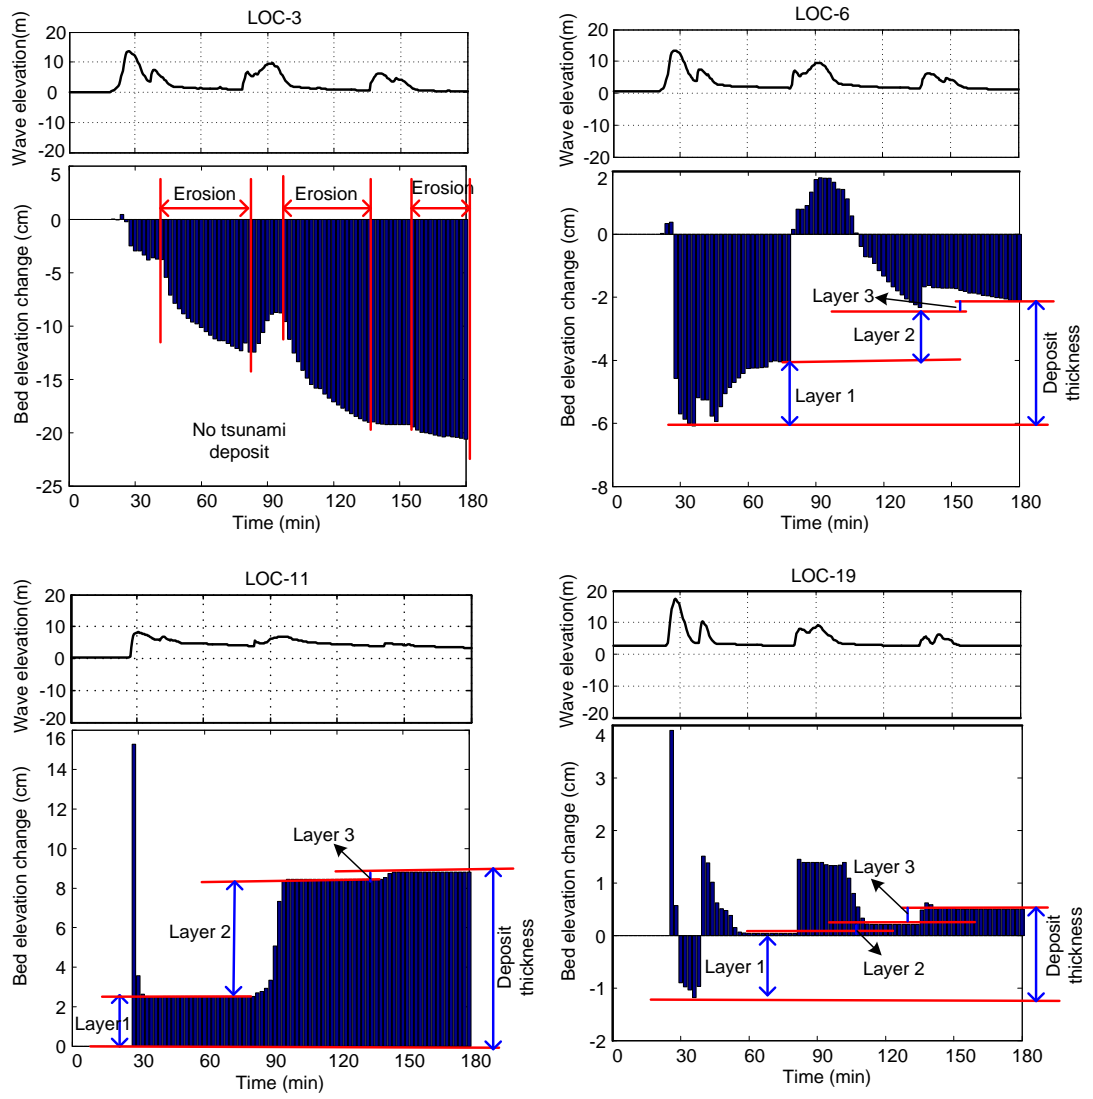 LOC-3
Wave elevation(m)
20
10
0
-10
-20
Bed elevation change (cm)
5
0
-5
-10
-15
-20
-25
Erosion
Erosion
Erosion
No tsunami
deposit
0
30
60
90
120
150
180
Time (min)
LOC-6
Wave elevation(m)
20
10
0
-10
-20
Bed elevation change (cm)
2
0
-2
-4
-6
-8
Layer 3
Layer 2
Layer 1
Deposit
thickness
0
30
60
90
120
150
180
Time (min)
LOC-11
Wave elevation(m)
20
10
0
-10
-20
Bed elevation change (cm)
16
14
12
10
8
6
4
2
0
Layer 3
Layer 2
Layer1
Deposit
thickness
30
60
90
120
150
180
Time (min)
LOC-19
Wave elevation(m)
20
10
0
-10
-20
Bed elevation change (cm)
4
3
2
1
0
-1
-2
Layer 3
Layer 1
Layer 2
Deposit
thickness
0
30
60
90
120
150
180
Time (min)